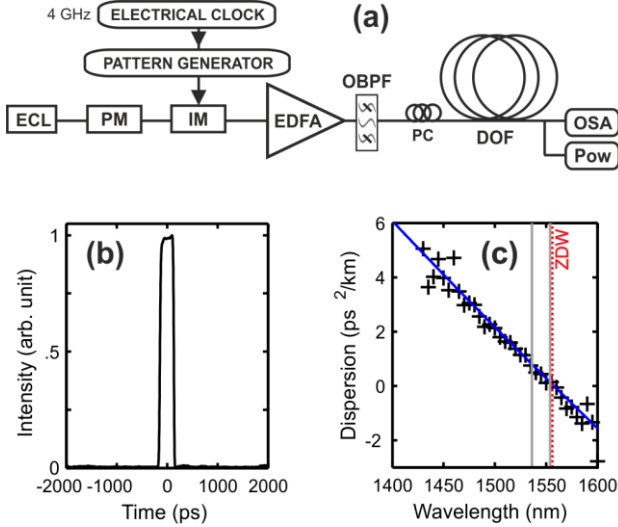 (a)
4 GHz
ELECTRICAL CLOCK
PATTERN GENERATOR
OBPF
ECL
PM
IM
EDFA
PC
DOF
OSA
Pow
(b)
Intensity (arb. unit)
1
.5
0
-2000 -1000 0 1000 2000
Time (ps)
(c)
ZDW
Dispersion (ps ²/km)
6
4
2
0
-2
1400 1450 1500 1550 1600
Wavelength (nm)